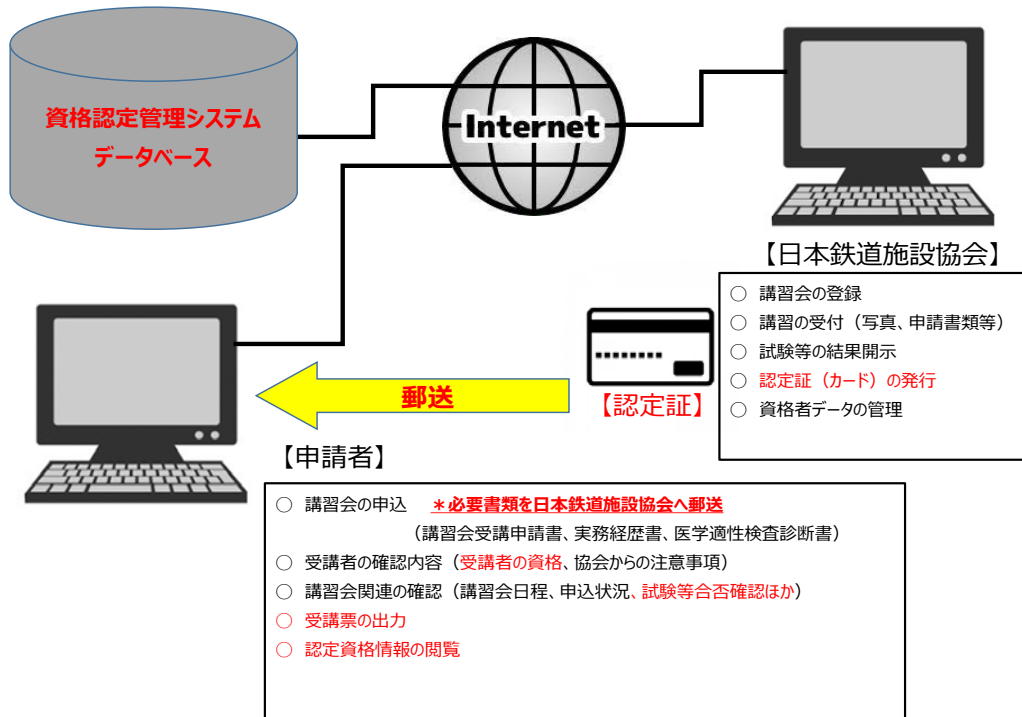 資格認定管理システム
データベース
Internet
【日本鉄道施設協会】
○ 講習会の登録
○ 講習の受付（写真、申請書類等）
○ 試験等の結果開示
○ 認定証（カード）の発行
○ 資格者データの管理
【認定証】
郵送
【申請者】
○ 講習会の申込 ＊必要書類を日本鉄道施設協会へ郵送
（講習会受講申請書、実務経歴書、医学適性検査診断書）
○ 受講者の確認内容（受講者の資格、協会からの注意事項）
○ 講習会関連の確認（講習会日程、申込状況、試験等合否確認ほか）
○ 受講票の出力
○ 認定資格情報の閲覧